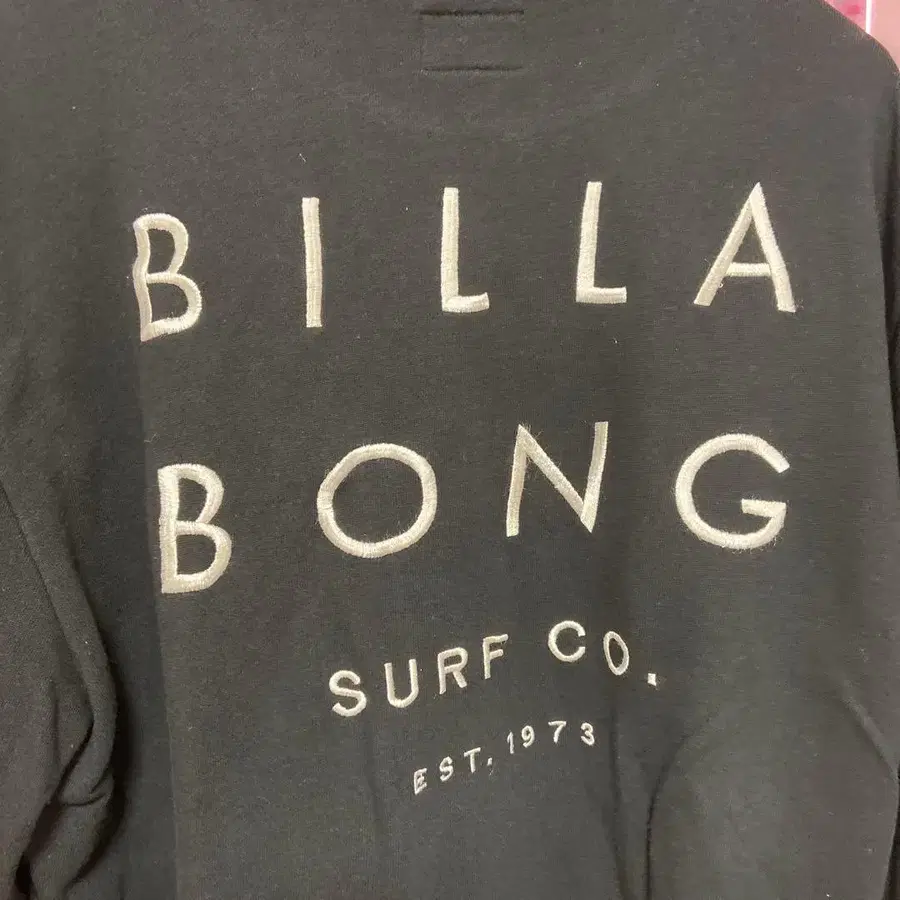 BILLA
BONG
SURF CO.
EST. 1973